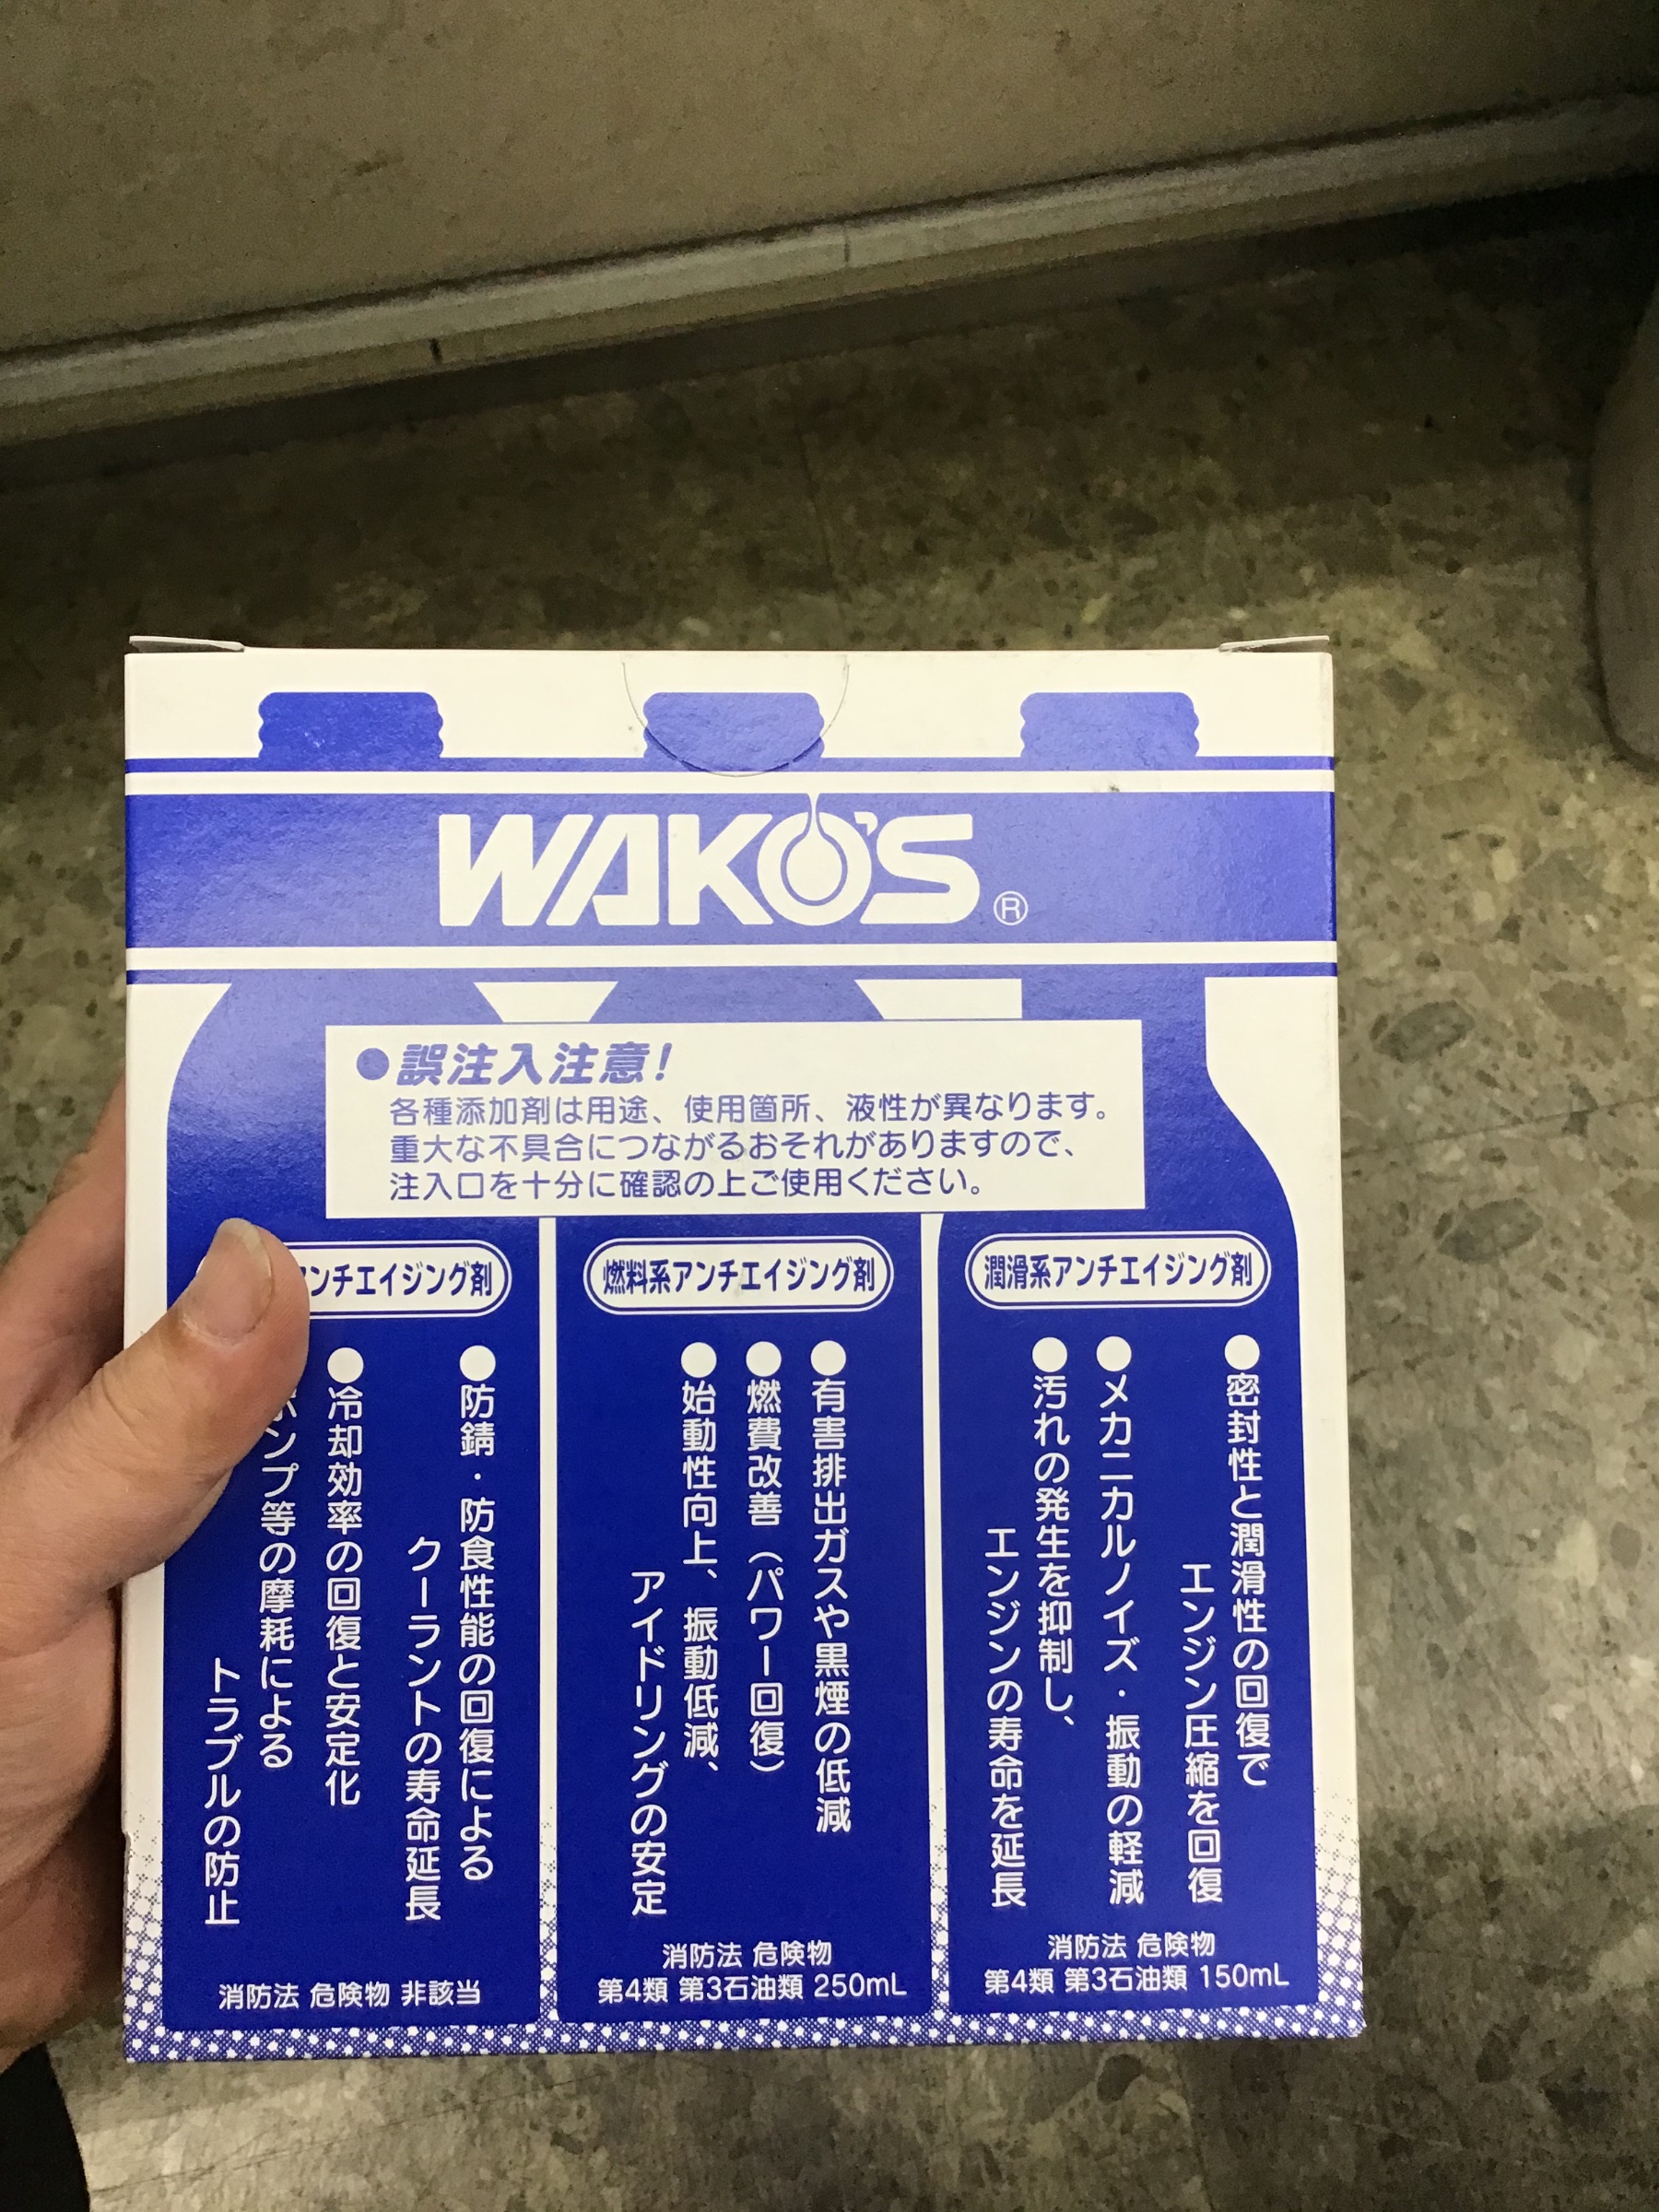 WAKO'S®
●誤注入注意!
各種添加剤は用途、使用箇所、液性が異なります。
重大な不具合につながるおそれがありますので、
注入口を十分に確認の上ご使用ください。
アンチエイジング剤
●防錆・防食性能の回復による
クーラントの寿命延長
●冷却効率の回復と安定化
ンプ等の摩耗による
トラブルの防止
消防法 危険物 非該当
燃料系アンチエイジング剤
●有害排出ガスや黒煙の低減
●燃費改善（パワー回復）
●始動性向上、振動低減、
アイドリングの安定
消防法 危険物
第4類 第3石油類 250mL
潤滑系アンチエイジング剤
●密封性と潤滑性の回復で
エンジン圧縮を回復
●メカニカルノイズ・振動の軽減
●汚れの発生を抑制し、
エンジンの寿命を延長
消防法 危険物
第4類 第3石油類 150mL